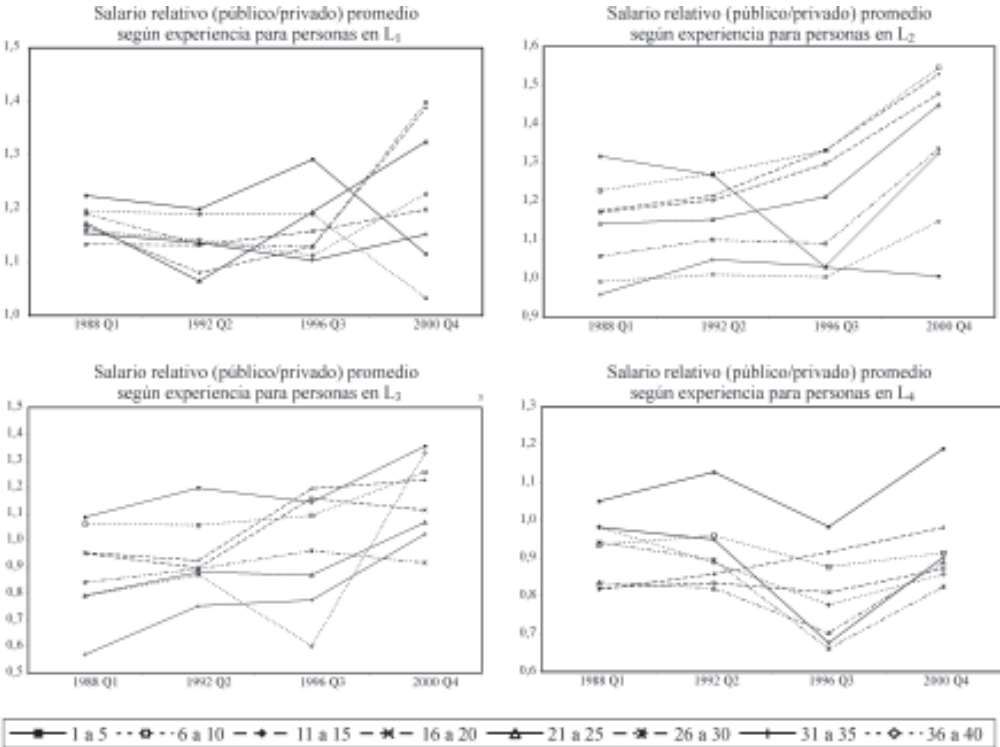 Salario relativo (público/privado) promedio
según experiencia para personas en L1
1,5
1,4
1,3
1,2
1,1
1,0
1988 Q1 1992 Q2 1996 Q3 2000 Q4
Salario relativo (público/privado) promedio
según experiencia para personas en L2
1,6
1,5
1,4
1,3
1,2
1,1
1,0
0,9
1988 Q1 1992 Q2 1996 Q3 2000 Q4
Salario relativo (público/privado) promedio
según experiencia para personas en L3
1,5
1,4
1,3
1,2
1,1
1,0
0,9
0,8
0,7
0,6
0,5
1988 Q1 1992 Q2 1996 Q3 2000 Q4
Salario relativo (público/privado) promedio
según experiencia para personas en L4
1,3
1,2
1,1
1,0
0,9
0,8
0,7
0,6
1988 Q1 1992 Q2 1996 Q3 2000 Q4
1 a 5 6 a 10 11 a 15 16 a 20 21 a 25 26 a 30 31 a 35 36 a 40